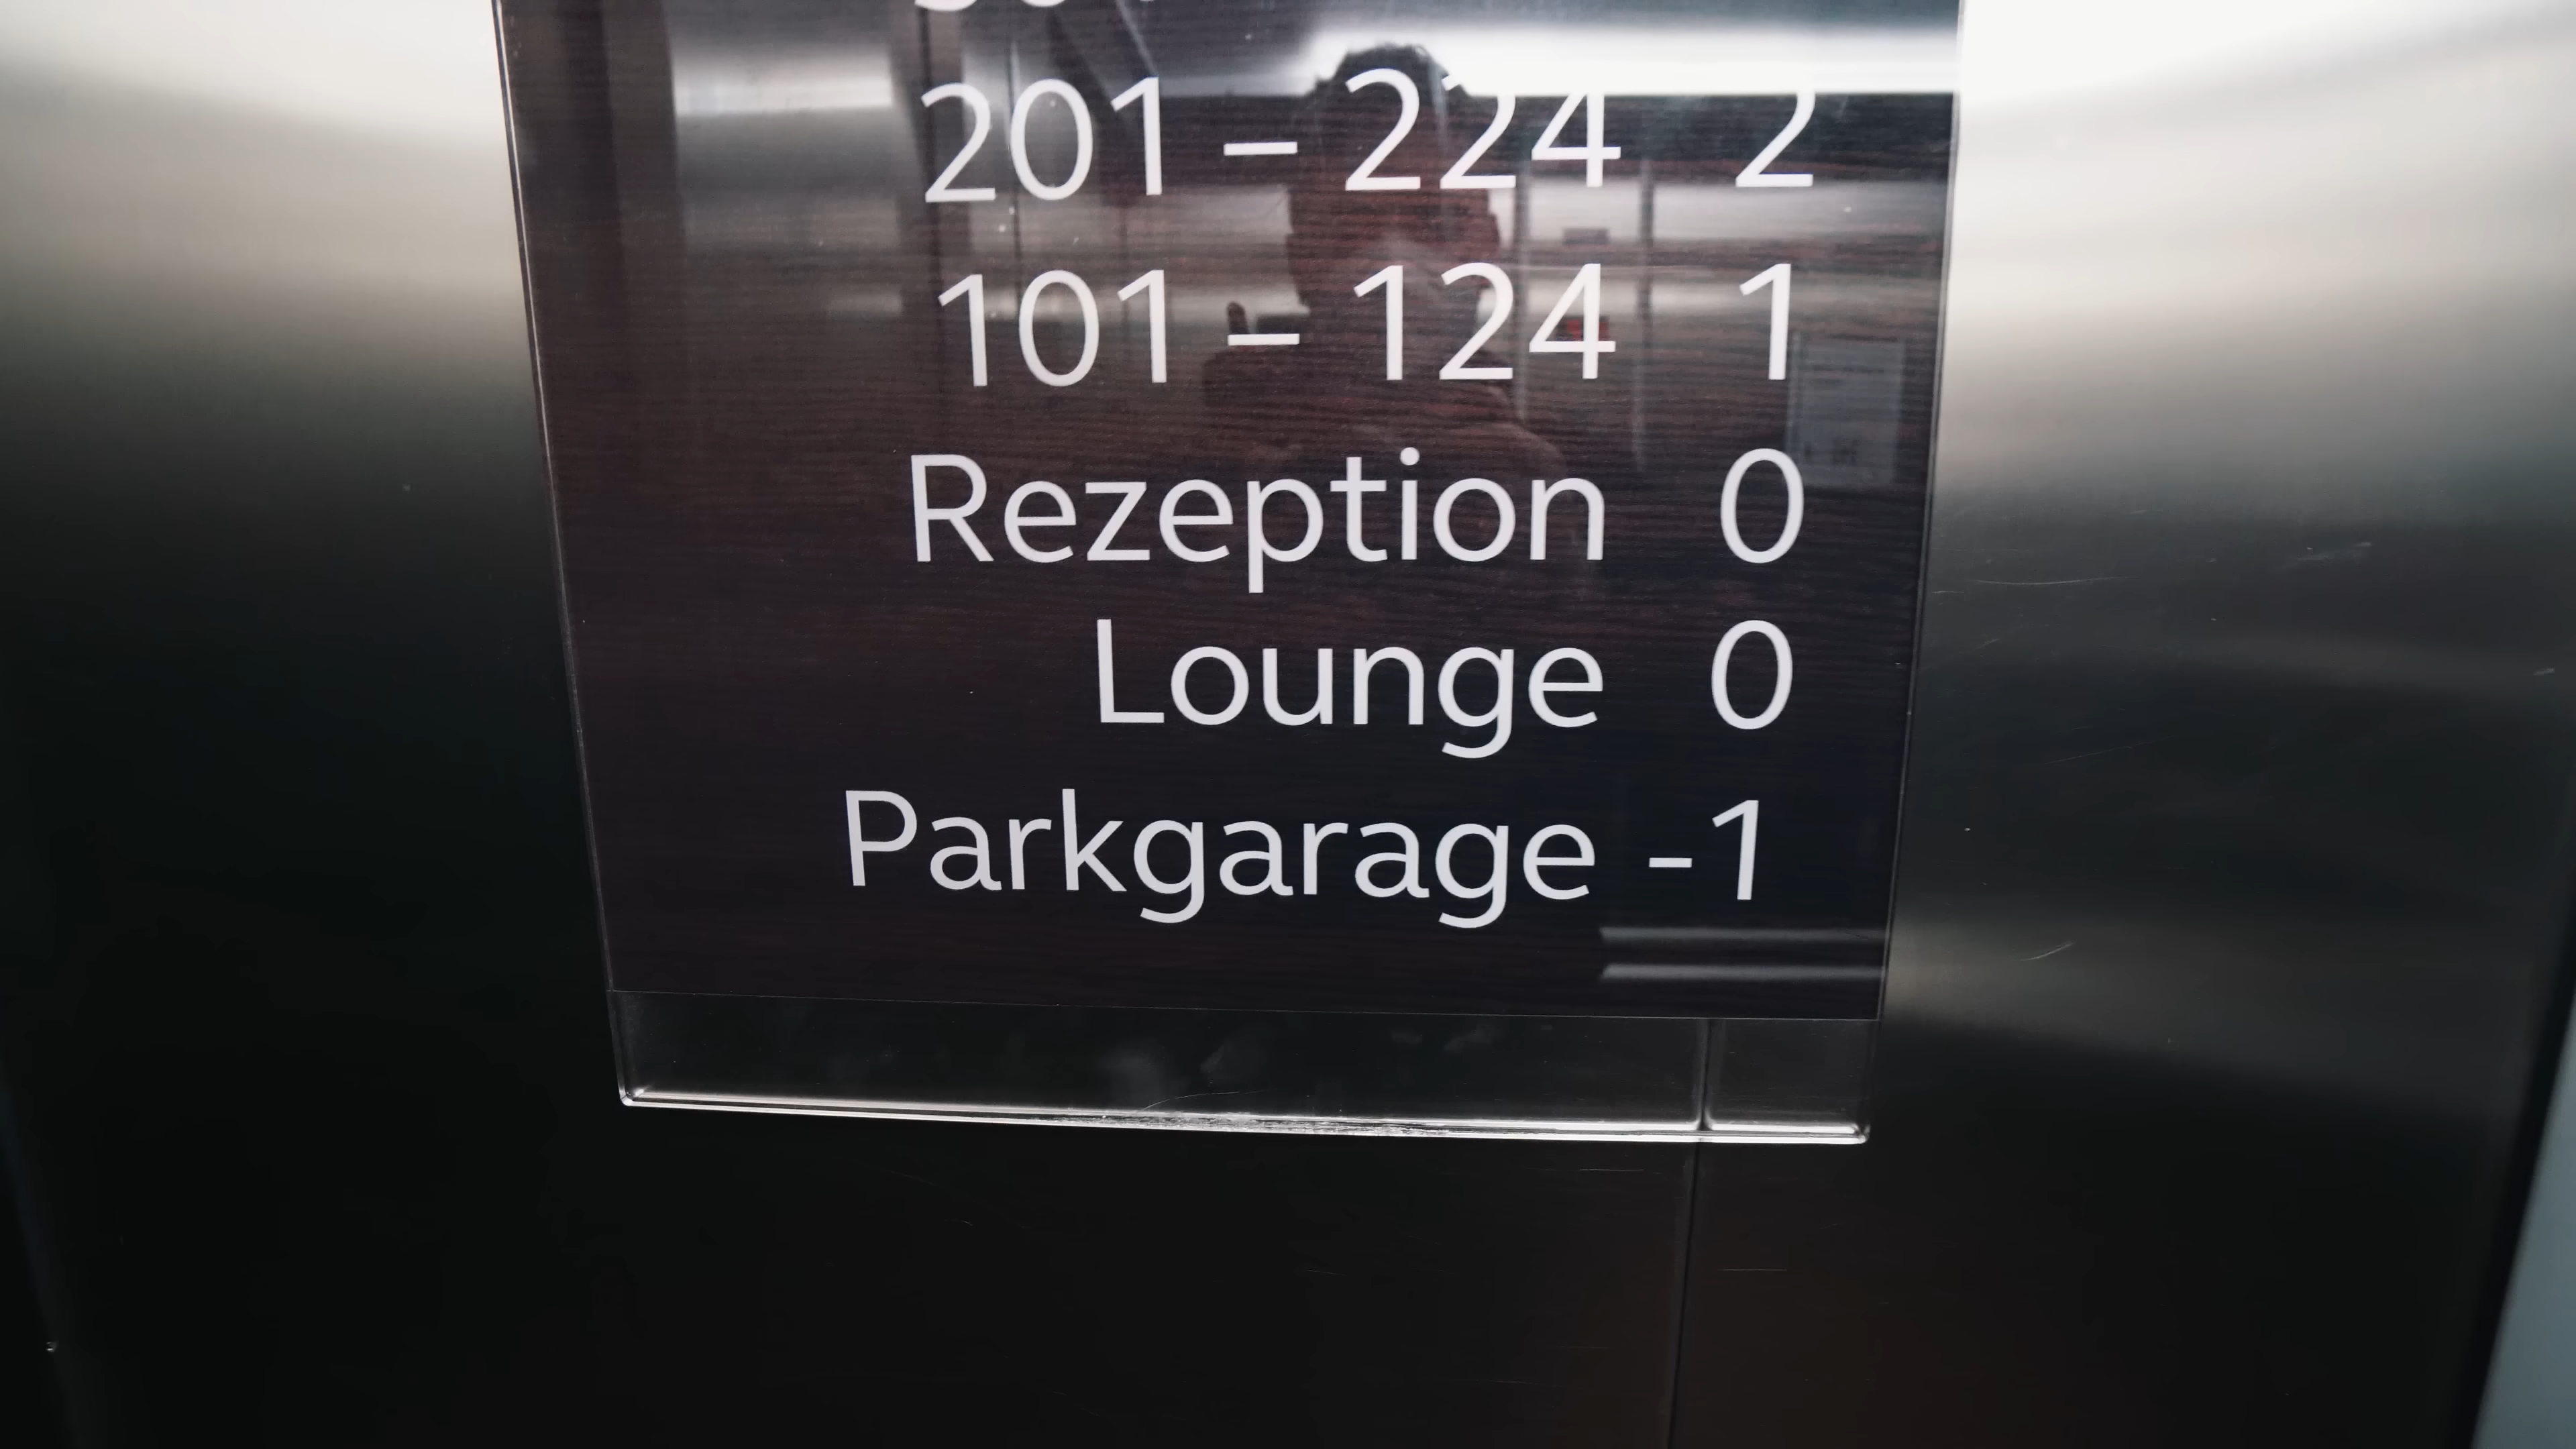 201 – 224 2
101 – 124 1
Rezeption 0
Lounge 0
Parkgarage -1